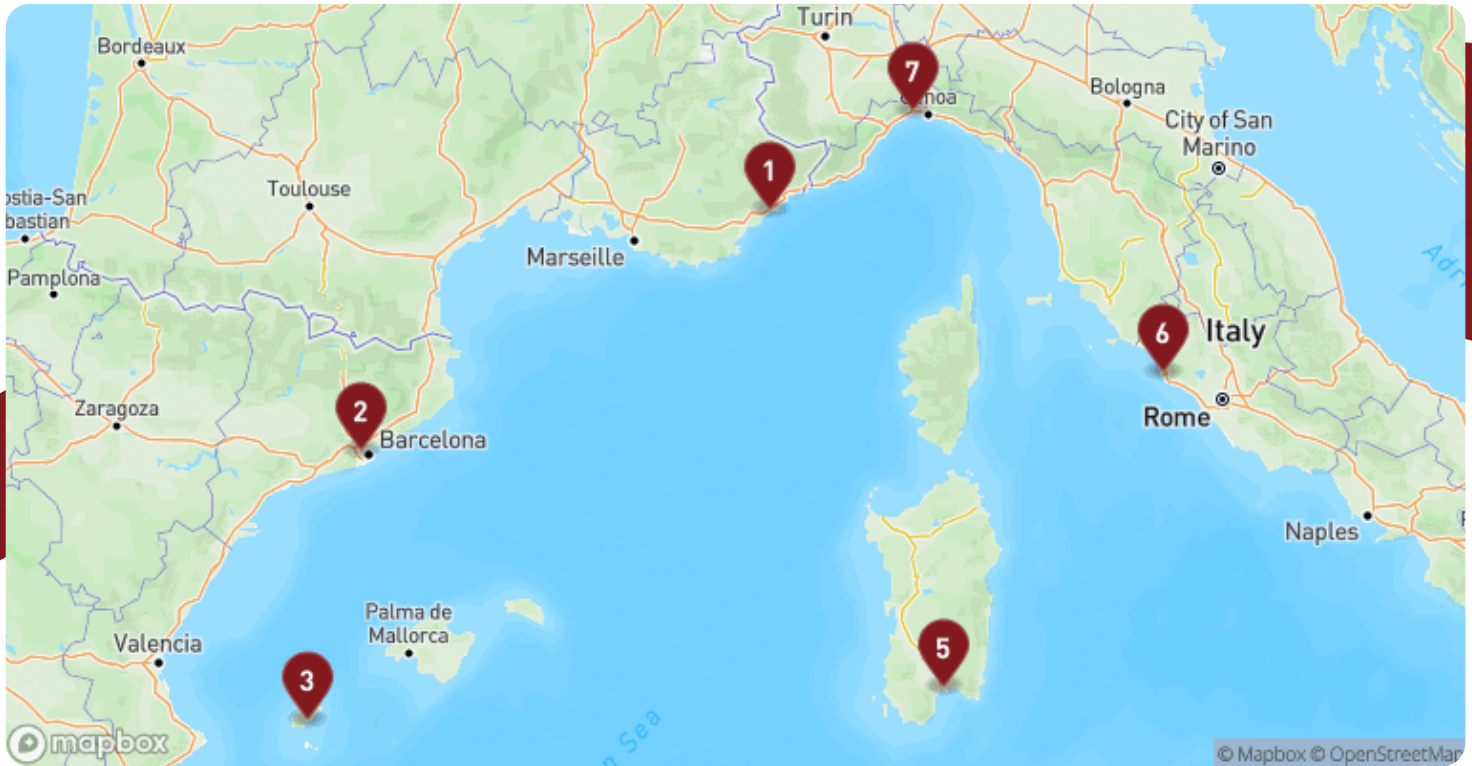 Turin
Bordeaux
7
Genoa
Bologna
City of San
Marino
1
Toulouse
ostia-San
bastian
Marseille
Pamplona
Adri
6
Italy
Zaragoza
2
Barcelona
Rome
Naples
Palma de
Mallorca
Valencia
3
5
n Sea
mapbox
© Mapbox © OpenStreetMap